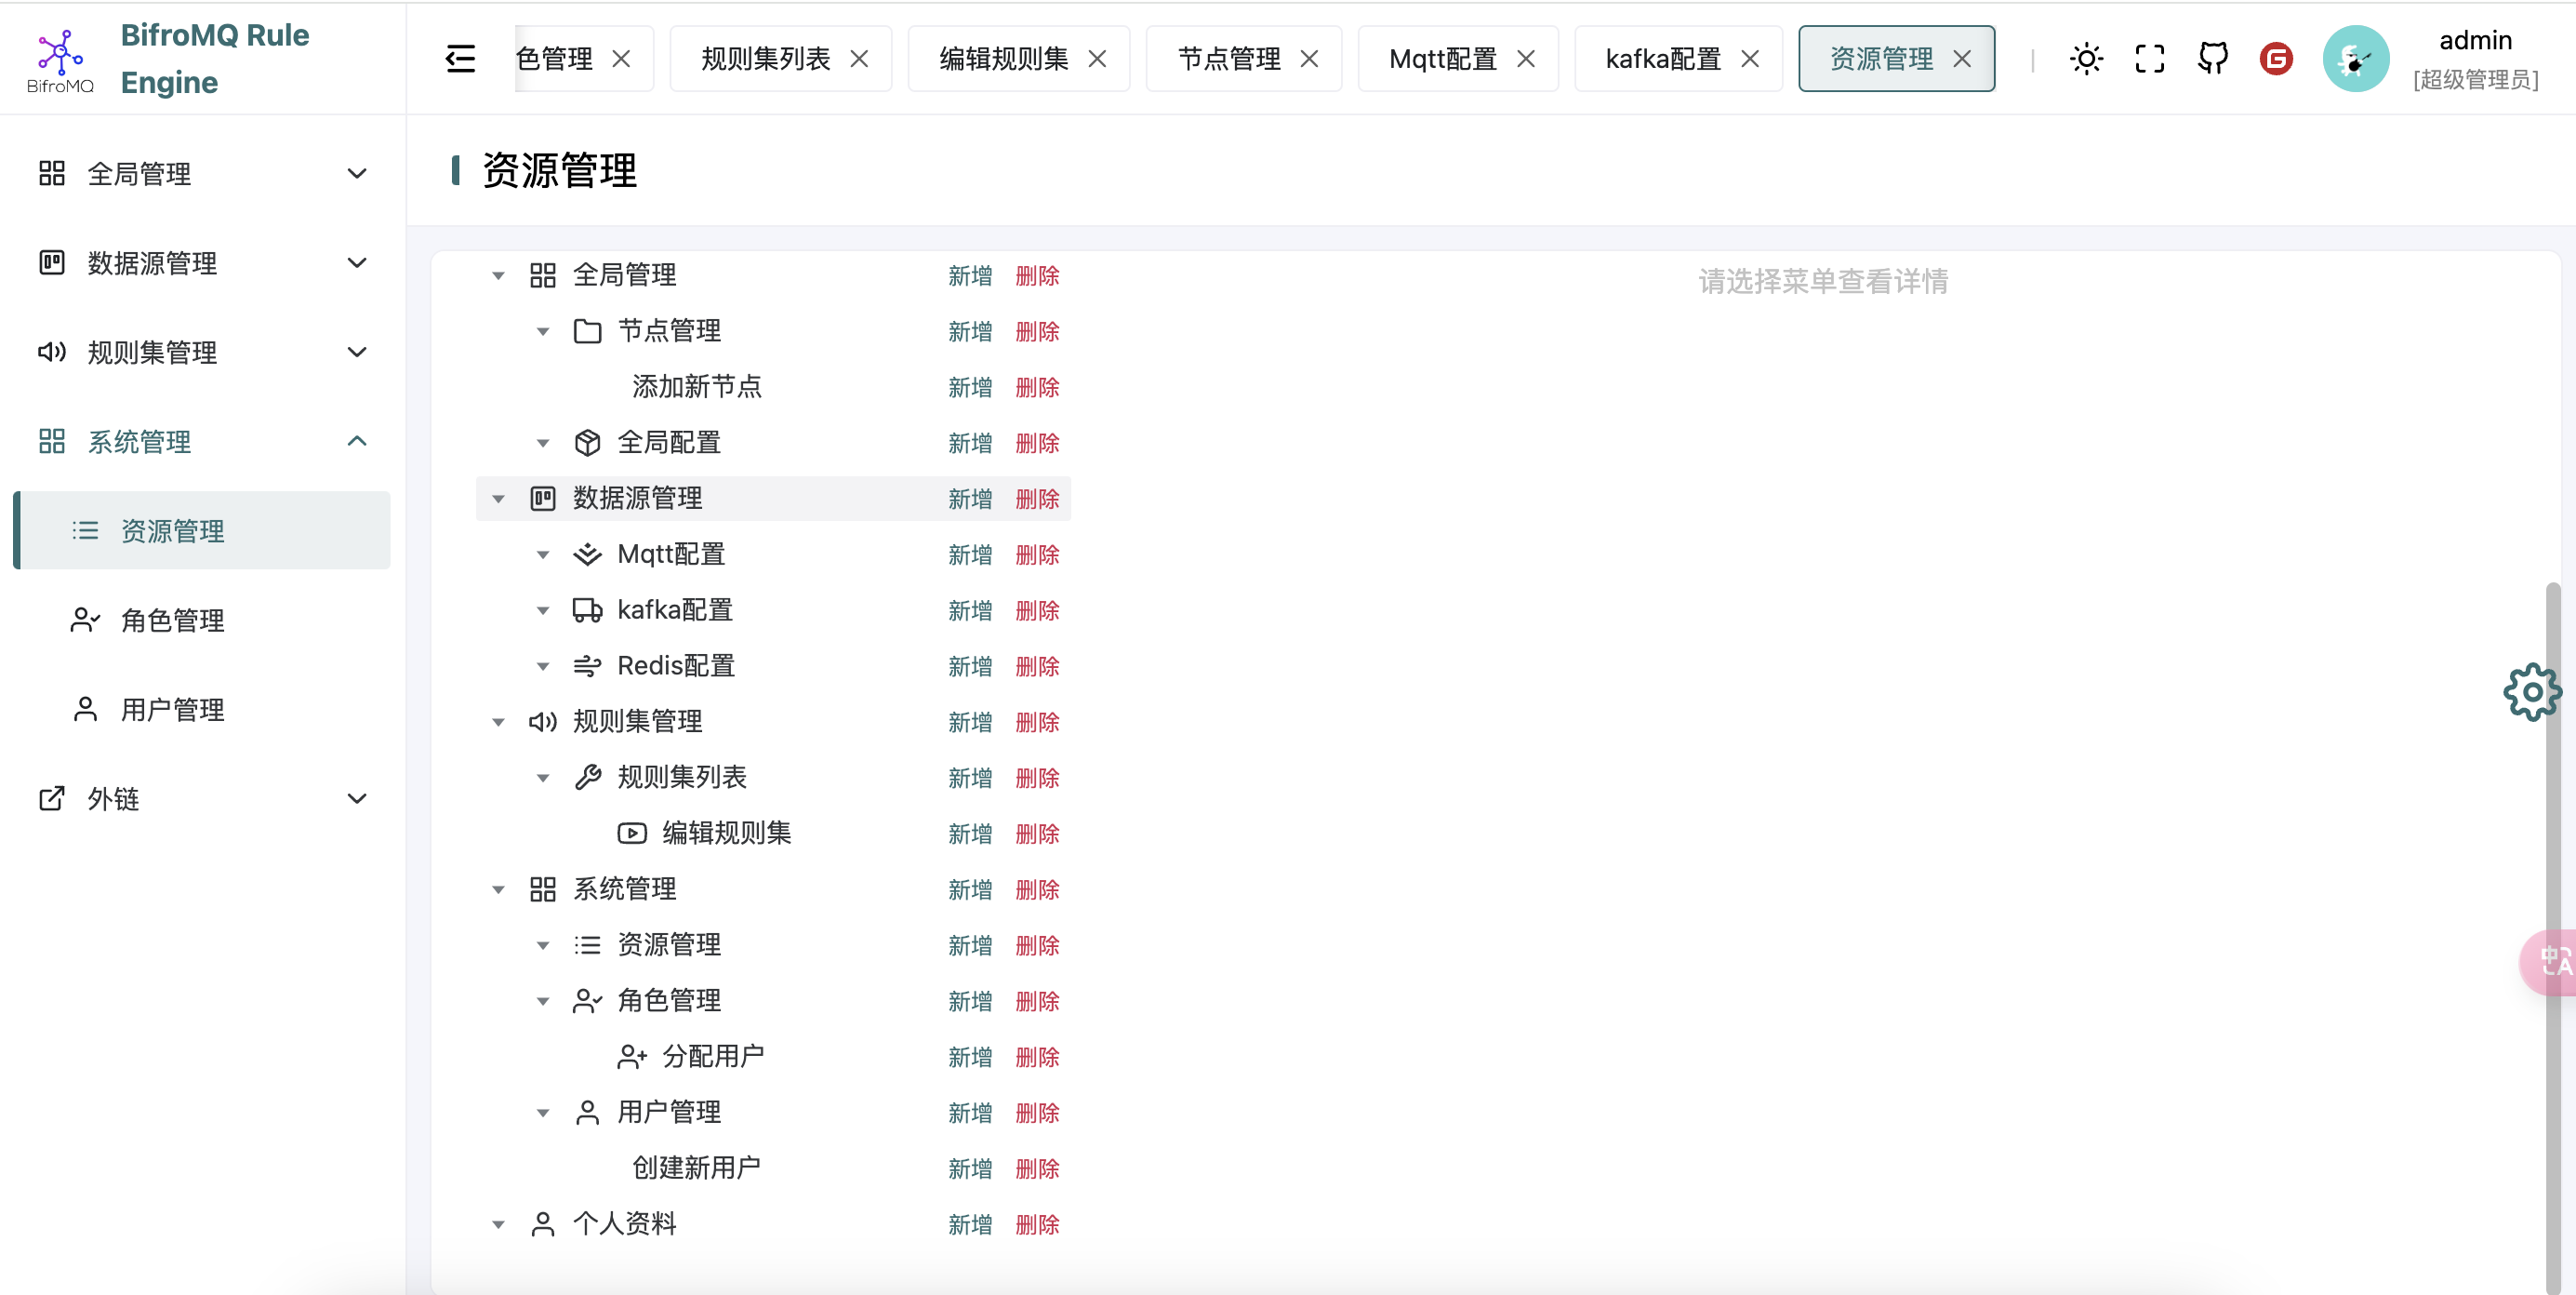 BifroMQ
BifroMQ Rule
Engine
色管理
规则集列表
编辑规则集
节点管理
Mqtt配置
kafka配置
资源管理
admin
[超级管理员]
全局管理
数据源管理
规则集管理
系统管理
资源管理
角色管理
用户管理
外链
资源管理
全局管理 新增 删除
节点管理 新增 删除
添加新节点 新增 删除
全局配置 新增 删除
数据源管理 新增 删除
Mqtt配置 新增 删除
kafka配置 新增 删除
Redis配置 新增 删除
规则集管理 新增 删除
规则集列表 新增 删除
编辑规则集 新增 删除
系统管理 新增 删除
资源管理 新增 删除
角色管理 新增 删除
分配用户 新增 删除
用户管理 新增 删除
创建新用户 新增 删除
个人资料 新增 删除
请选择菜单查看详情
中A